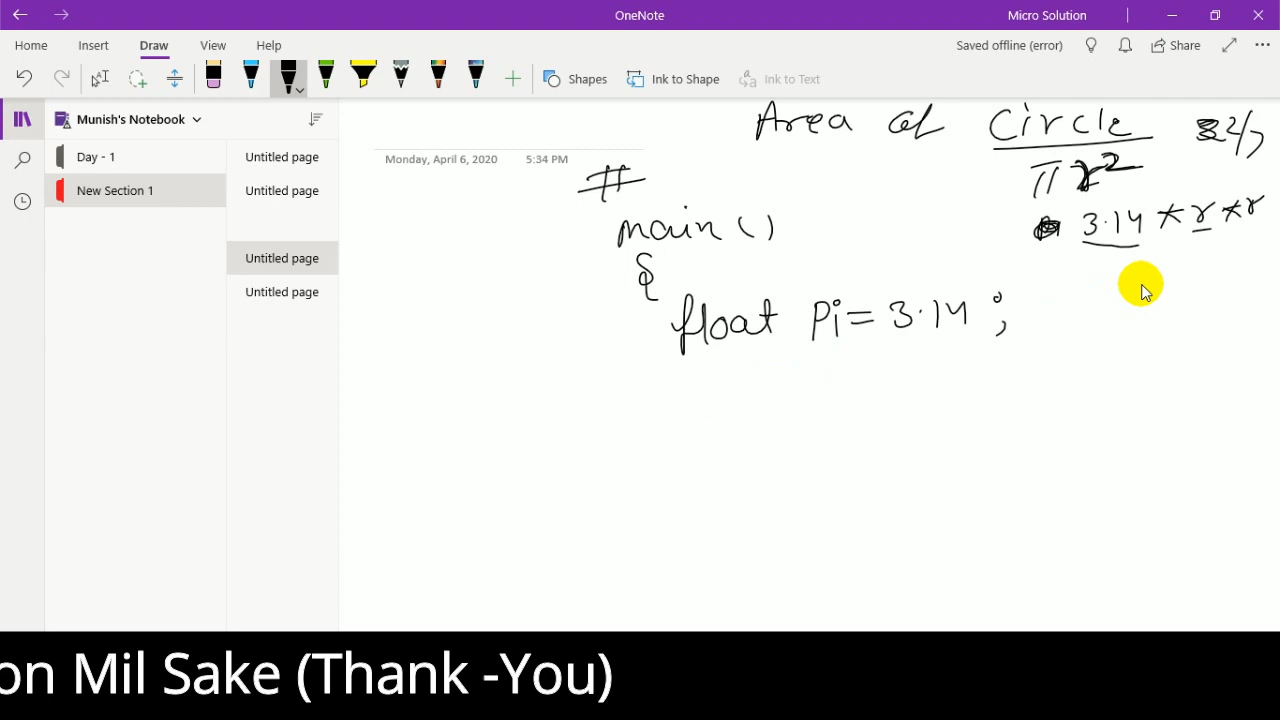 OneNote
Micro Solution
Home Insert Draw View Help
Saved offline (error)
Share
Shapes
Ink to Shape
Ink to Text
Munish's Notebook
Day - 1
New Section 1
Untitled page
Untitled page
Untitled page
Untitled page
Monday, April 6, 2020 5:34 PM
Area of Circle
22/7
πr²
3.14 * r * r
#
main()
{
float Pi = 3.14 ;
on Mil Sake (Thank -You)